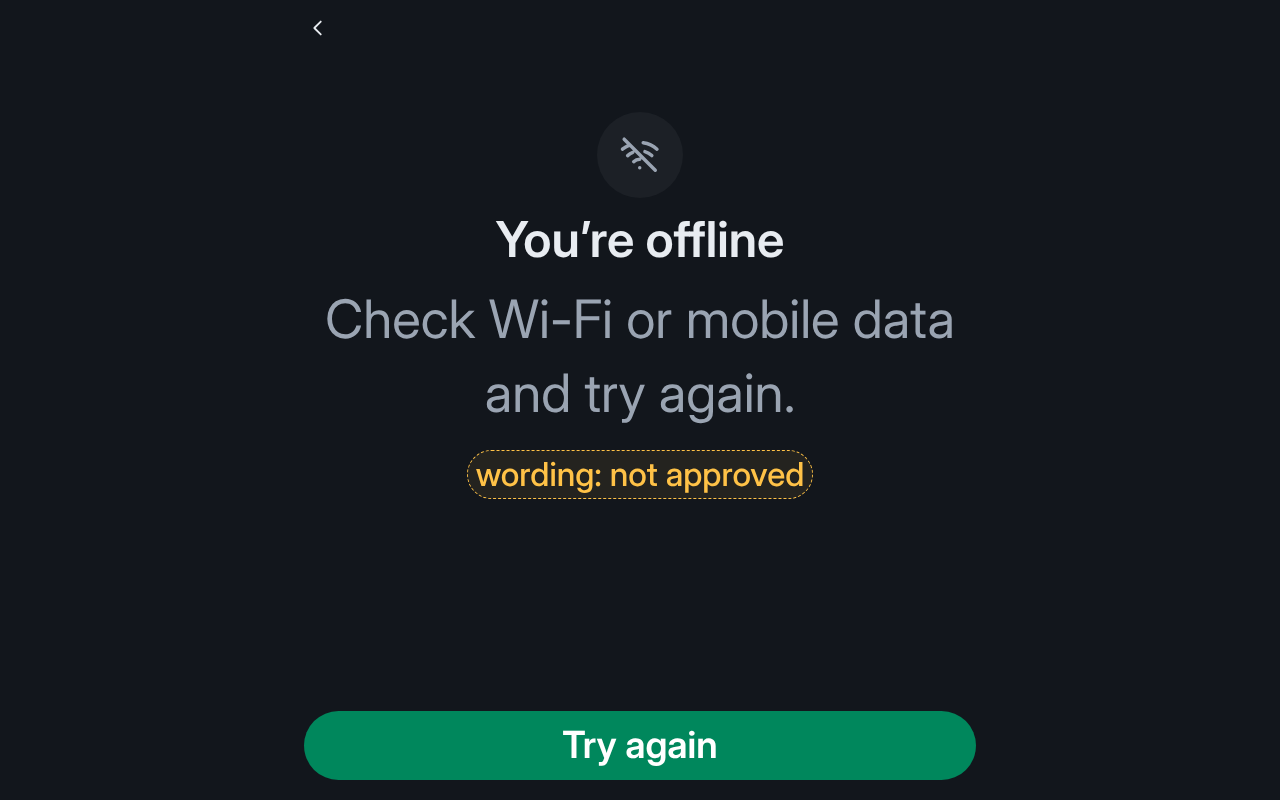 You’re offline
Check Wi-Fi or mobile data
and try again.
wording: not approved
Try again